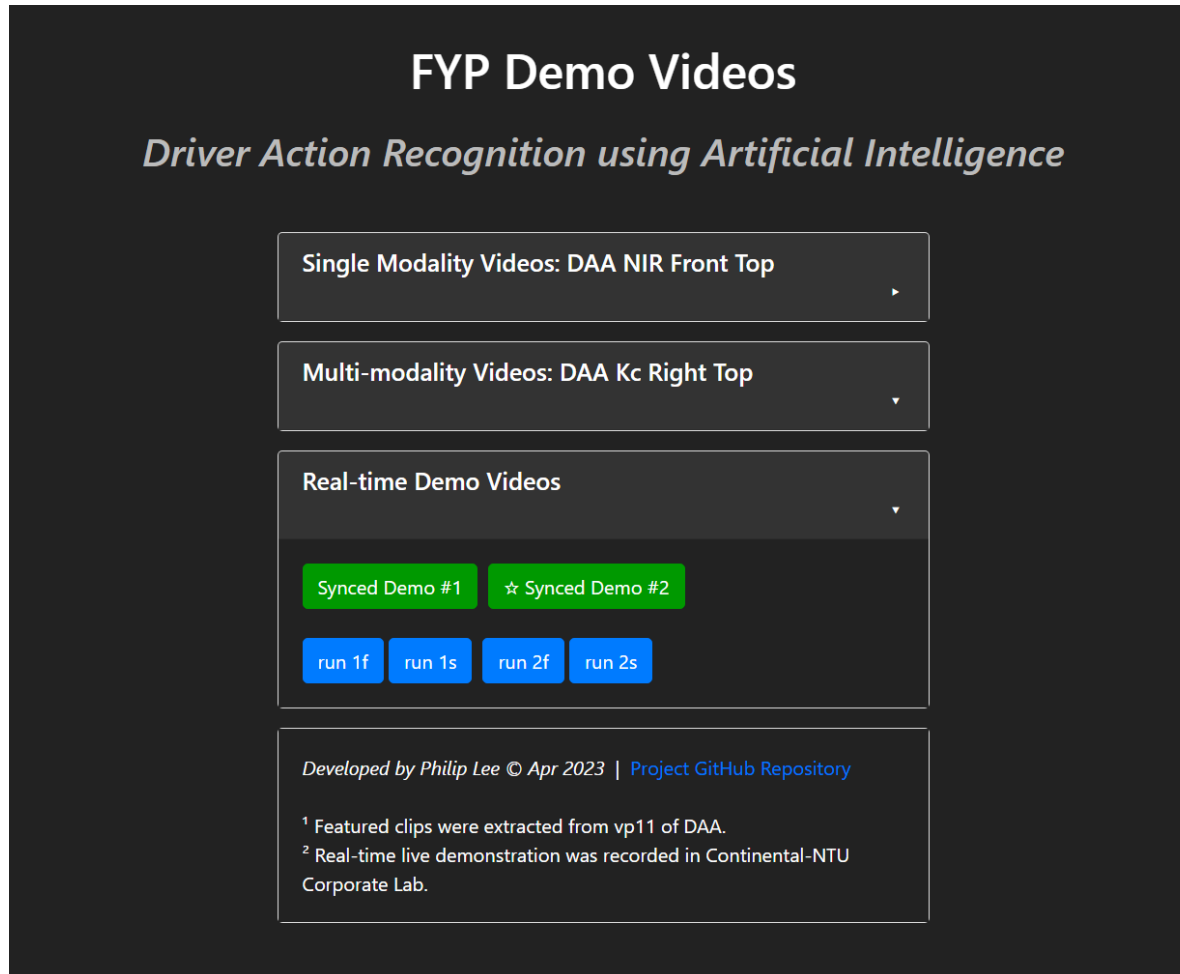 FYP Demo Videos
Driver Action Recognition using Artificial Intelligence
Single Modality Videos: DAA NIR Front Top
▸
Multi-modality Videos: DAA Kc Right Top
▾
Real-time Demo Videos
▾
Synced Demo #1 ☆ Synced Demo #2
run 1f run 1s run 2f run 2s
Developed by Philip Lee © Apr 2023 | Project GitHub Repository
¹ Featured clips were extracted from vp11 of DAA.
² Real-time live demonstration was recorded in Continental-NTU
Corporate Lab.